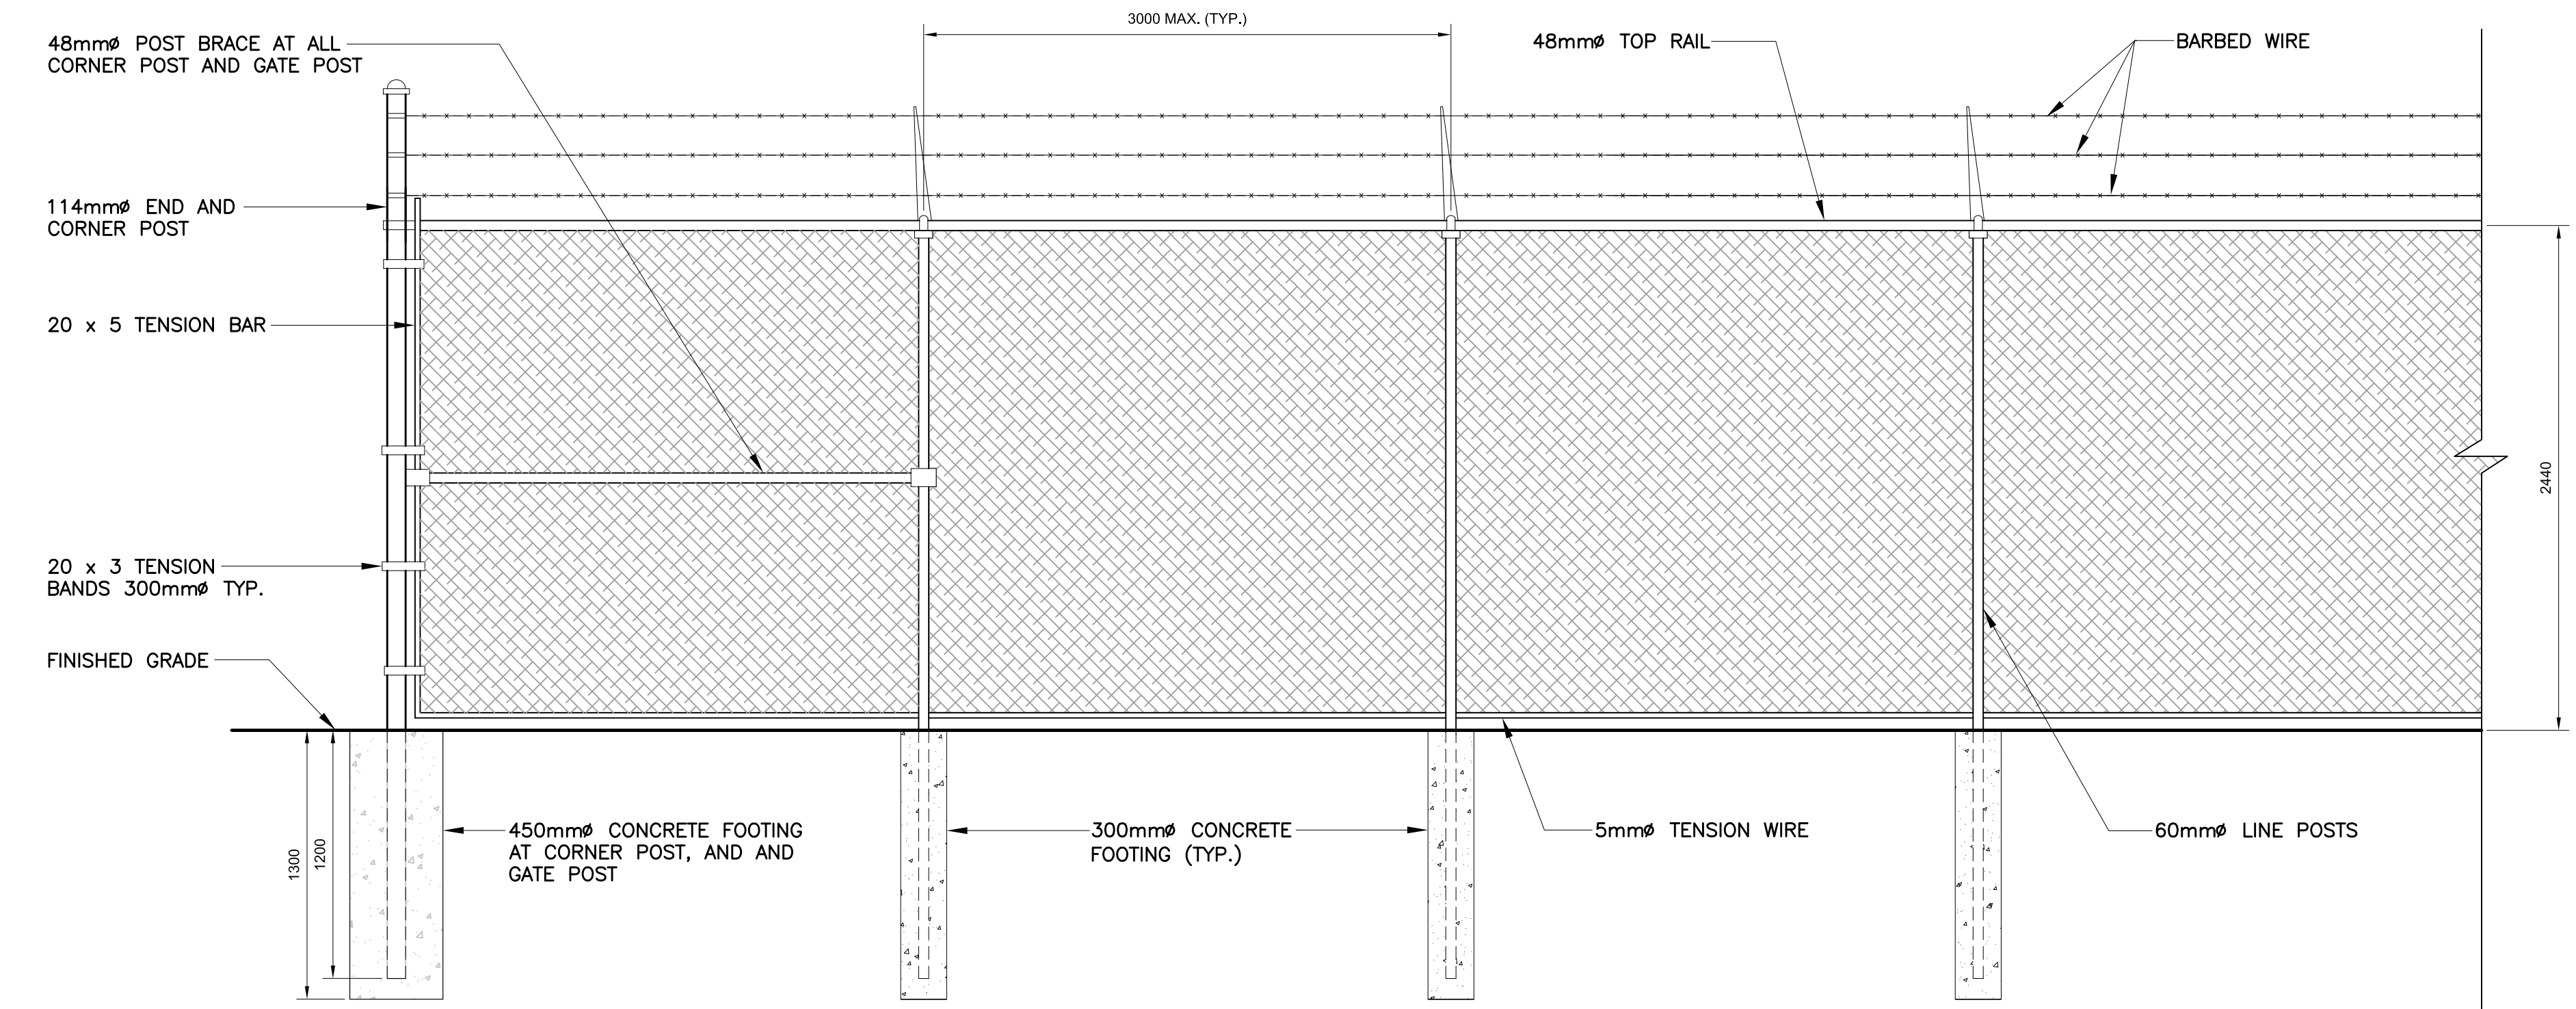 3000 MAX. (TYP.)
48mmø POST BRACE AT ALL
CORNER POST AND GATE POST
48mmø TOP RAIL
BARBED WIRE
114mmø END AND
CORNER POST
20 x 5 TENSION BAR
2440
20 x 3 TENSION
BANDS 300mmø TYP.
FINISHED GRADE
1300
1200
450mmø CONCRETE FOOTING
AT CORNER POST, AND AND
GATE POST
300mmø CONCRETE
FOOTING (TYP.)
5mmø TENSION WIRE
60mmø LINE POSTS